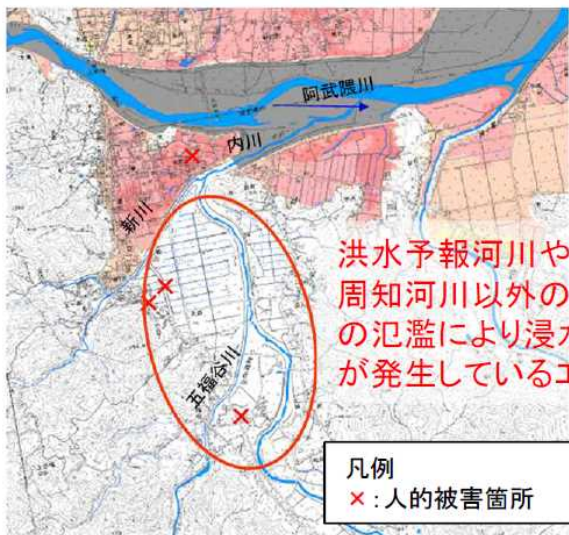 阿武隈川
内川
新川
洪水予報河川や
周知河川以外の
の氾濫により浸
が発生しているエ
五福谷川
凡例
×:人的被害箇所